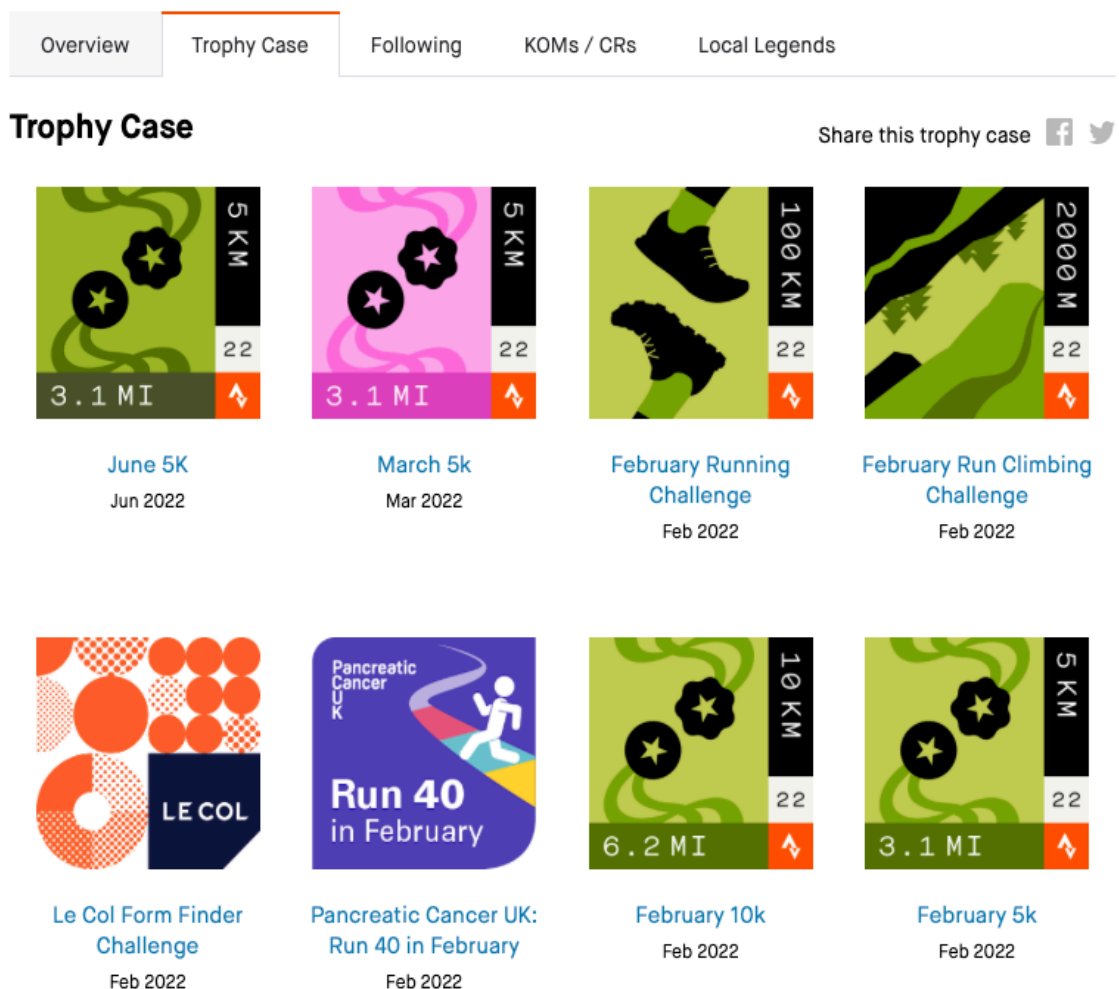 Overview Trophy Case Following KOMs / CRs Local Legends
Trophy Case
Share this trophy case
5 KM
22
3.1 MI
June 5K
Jun 2022
5 KM
22
3.1 MI
March 5k
Mar 2022
100 KM
22
February Running
Challenge
Feb 2022
2000 M
22
February Run Climbing
Challenge
Feb 2022
LE COL
Le Col Form Finder
Challenge
Feb 2022
Pancreatic
Cancer
U
K
Run 40
in February
Pancreatic Cancer UK:
Run 40 in February
Feb 2022
10 KM
22
6.2 MI
February 10k
Feb 2022
5 KM
22
3.1 MI
February 5k
Feb 2022